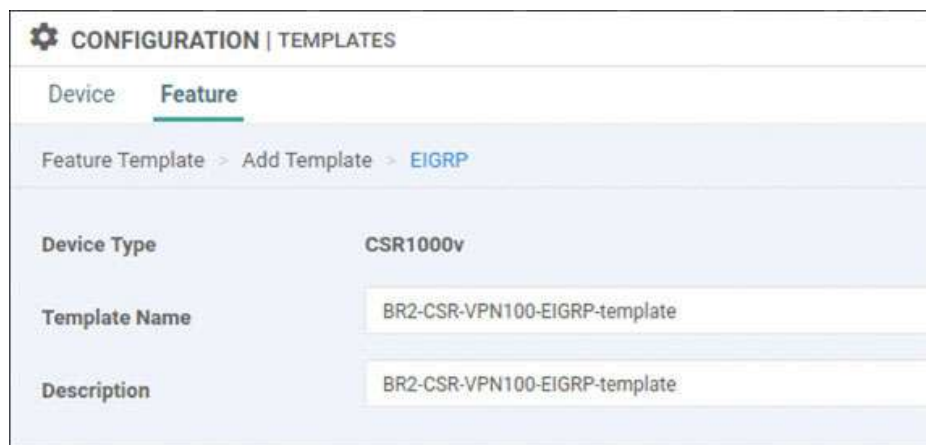 CONFIGURATION | TEMPLATES
Device Feature
Feature Template > Add Template > EIGRP
Device Type CSR1000v
Template Name BR2-CSR-VPN100-EIGRP-template
Description BR2-CSR-VPN100-EIGRP-template